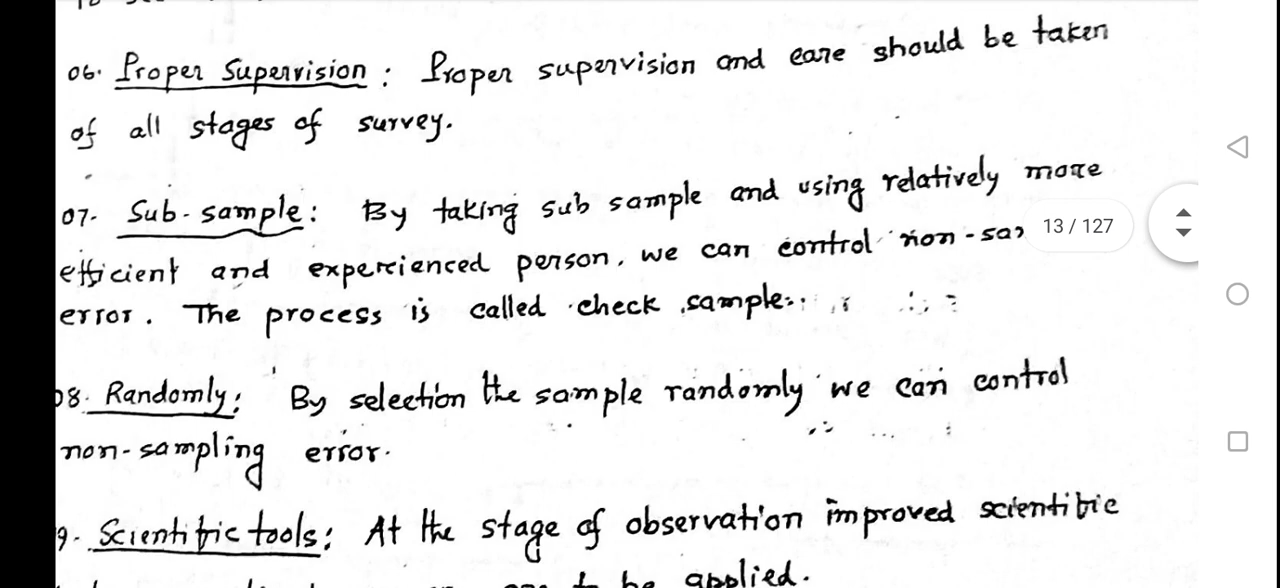 06. Proper Supervision : Proper supervision and care should be taken
of all stages of survey.
07. Sub-sample : By taking sub sample and using relatively more
13 / 127
efficient and experienced person, we can control non-sa
error. The process is called check sample.
08. Randomly : By selection the sample randomly we can control
non-sampling error.
9. Scientific tools : At the stage of observation improved scientific
to be applied.